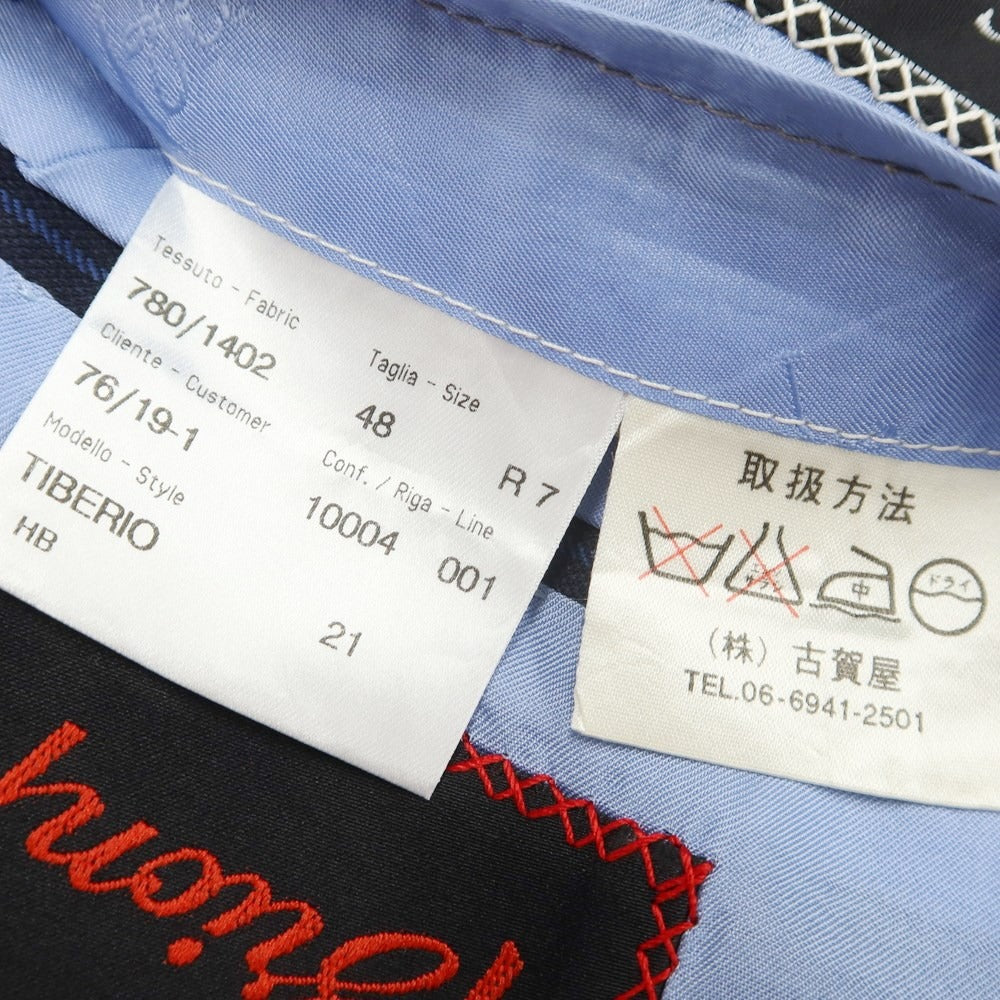 Tessuto - Fabric
780/1402
Taglia - Size
48
R 7
Cliente - Customer
76/19-1
Conf. / Riga - Line
10004
001
Modello - Style
TIBERIO
HB
21
取扱方法
中
ドライ
(株) 古賀屋
TEL.06-6941-2501